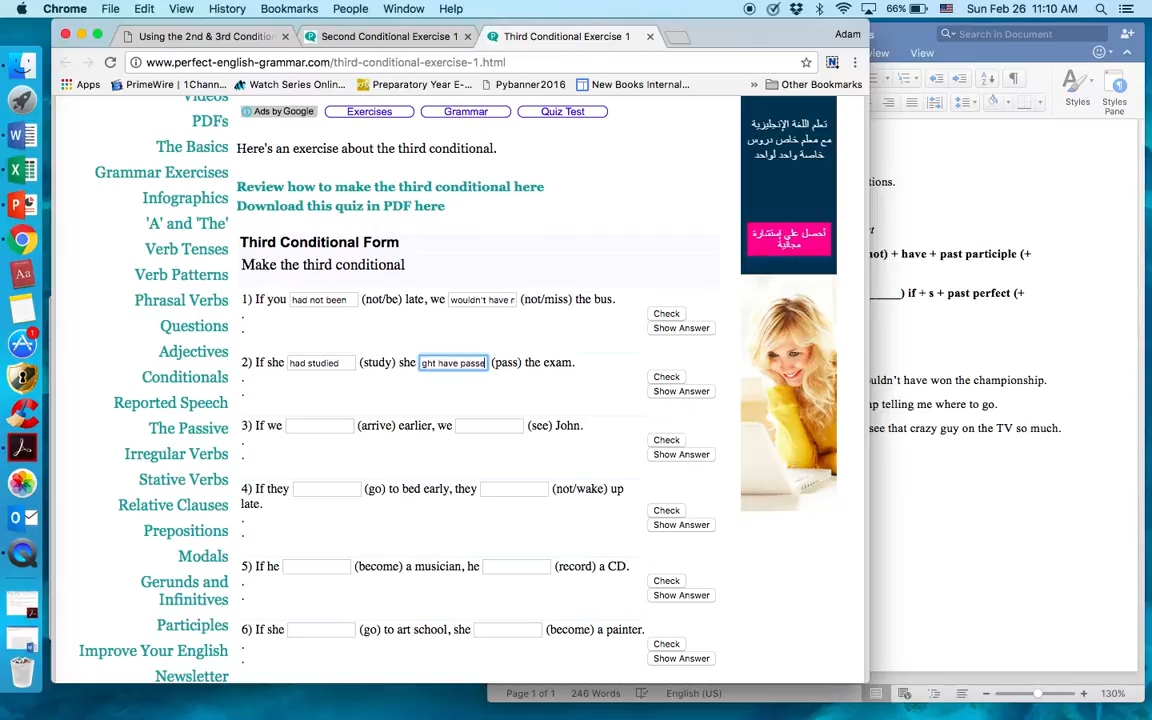 Chrome File Edit View History Bookmarks People Window Help 66% Sun Feb 26 11:10 AM
Using the 2nd & 3rd Conditio Second Conditional Exercise 1 Third Conditional Exercise 1 Adam
www.perfect-english-grammar.com/third-conditional-exercise-1.html
Apps PrimeWire | 1Chann... Watch Series Onlin... Preparatory Year E-... Pybanner2016 New Books Internal... » Other Bookmarks
Search in Document
View
Styles Styles Pane
Videos
PDFs
The Basics
Grammar Exercises
Infographics
'A' and 'The'
Verb Tenses
Verb Patterns
Phrasal Verbs
Questions
Adjectives
Conditionals
Reported Speech
The Passive
Irregular Verbs
Stative Verbs
Relative Clauses
Prepositions
Modals
Gerunds and
Infinitives
Participles
Improve Your English
Newsletter
Ads by Google Exercises Grammar Quiz Test
Here's an exercise about the third conditional.
Review how to make the third conditional here
Download this quiz in PDF here
Third Conditional Form
Make the third conditional
1) If you had not been (not/be) late, we wouldn't have n (not/miss) the bus.
Check
Show Answer
2) If she had studied (study) she ght have passe (pass) the exam.
Check
Show Answer
3) If we (arrive) earlier, we (see) John.
Check
Show Answer
4) If they (go) to bed early, they (not/wake) up
late.
Check
Show Answer
5) If he (become) a musician, he (record) a CD.
Check
Show Answer
6) If she (go) to art school, she (become) a painter.
Check
Show Answer
تعلم اللغة الإنجليزية
مع معلم خاص دروس
خاصة واحد لواحد
أحصل على إستشارة
مجانية
tions.
not) + have + past participle (+
) if + s + past perfect (+
uldn't have won the championship.
ap telling me where to go.
see that crazy guy on the TV so much.
Page 1 of 1 246 Words English (US) 130%